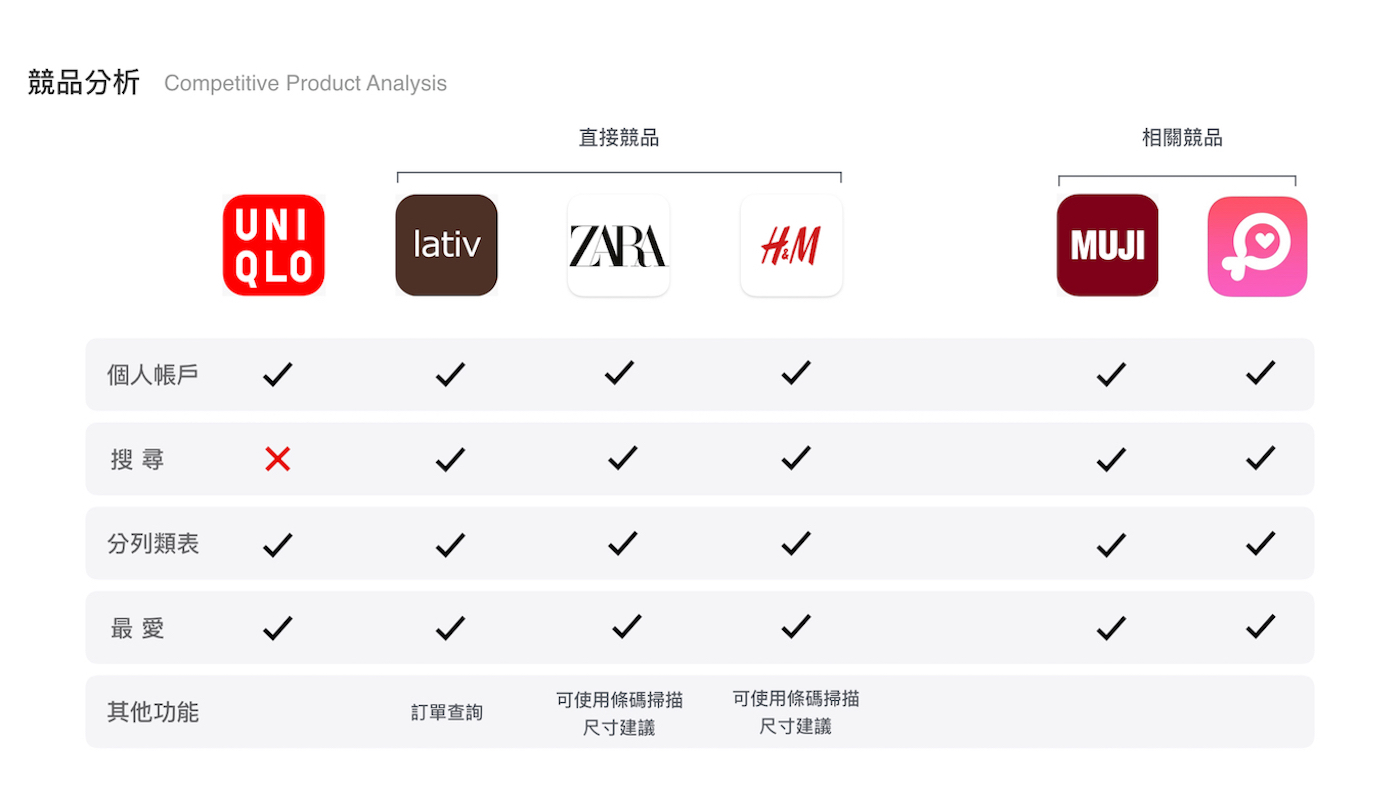 競品分析 Competitive Product Analysis
直接競品 相關競品
UNI
QLO
lativ
ZARA
H&M
MUJI
個人帳戶
搜 尋
分列類表
最 愛
其他功能
訂單查詢
可使用條碼掃描
尺寸建議
可使用條碼掃描
尺寸建議